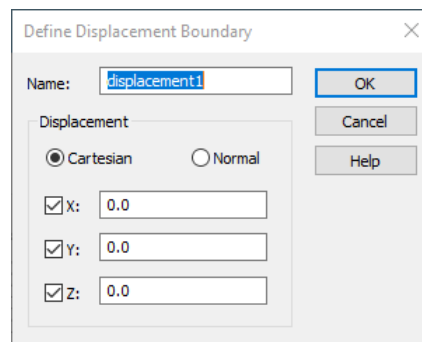 Define Displacement Boundary
Name: displacement1
OK
Displacement
Cancel
Cartesian Normal
Help
X: 0.0
Y: 0.0
Z: 0.0